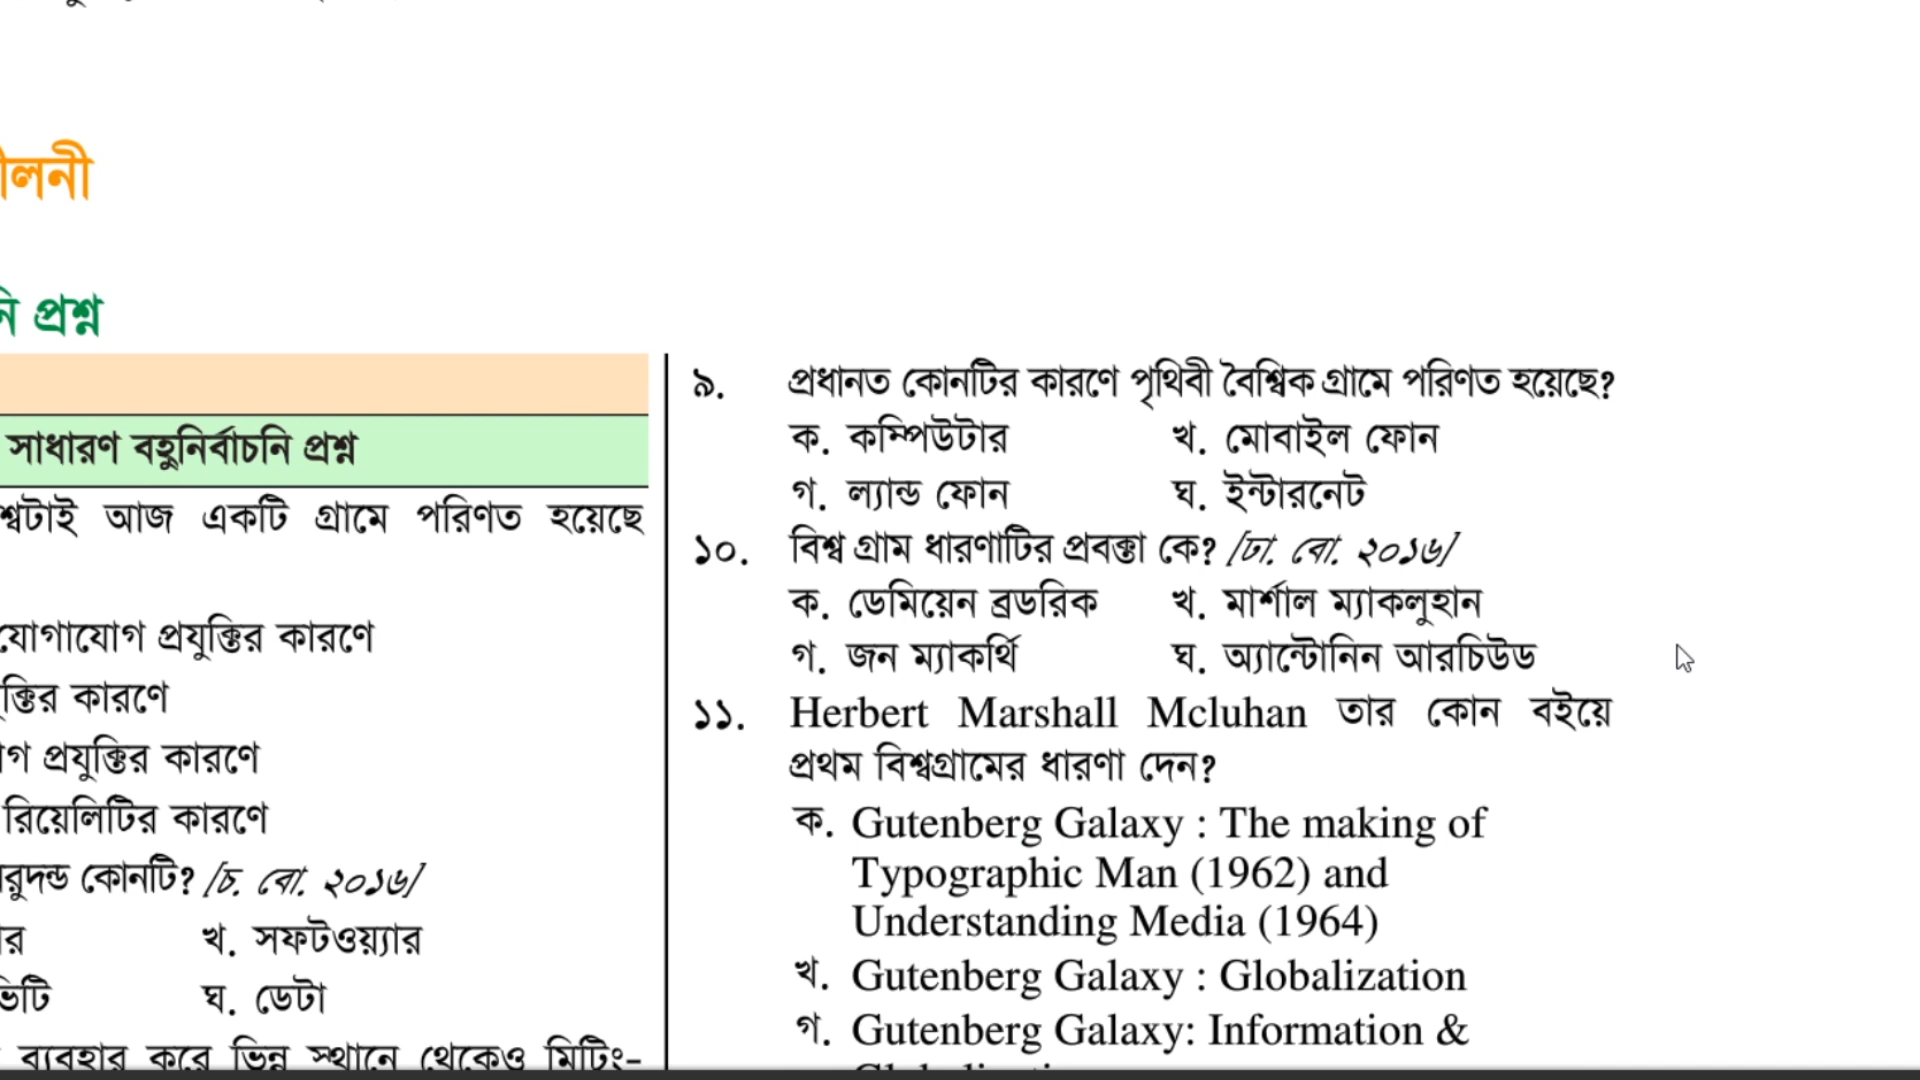 লনী
নি প্রশ্ন
সাধারণ বহুনির্বাচনি প্রশ্ন
শ্বটাই আজ একটি গ্রামে পরিণত হয়েছে
যোগাযোগ প্রযুক্তির কারণে
ক্তির কারণে
গ প্রযুক্তির কারণে
রিয়েলিটির কারণে
রুদন্ড কোনটি? [চ. বো. ২০১৬]
র
খ. সফটওয়্যার
ভিটি
ঘ. ডেটা
ব্যবহার করে ভিন্ন স্থানে থেকেও মিটিং-
৯. প্রধানত কোনটির কারণে পৃথিবী বৈশ্বিক গ্রামে পরিণত হয়েছে?
ক. কম্পিউটার খ. মোবাইল ফোন
গ. ল্যান্ড ফোন ঘ. ইন্টারনেট
১০. বিশ্ব গ্রাম ধারণাটির প্রবক্তা কে? [ঢা. বো. ২০১৬]
ক. ডেমিয়েন ব্রডরিক খ. মার্শাল ম্যাকলুহান
গ. জন ম্যাকর্থি ঘ. অ্যান্টোনিন আরচিউড
১১. Herbert Marshall Mcluhan তার কোন বইয়ে
প্রথম বিশ্বগ্রামের ধারণা দেন?
ক. Gutenberg Galaxy : The making of
Typographic Man (1962) and
Understanding Media (1964)
খ. Gutenberg Galaxy : Globalization
গ. Gutenberg Galaxy: Information &